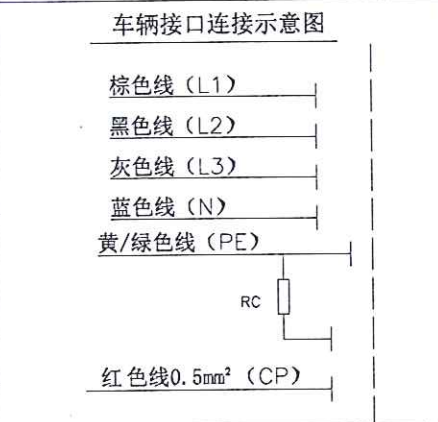 车辆接口连接示意图
棕色线（L1）
黑色线（L2）
灰色线（L3）
蓝色线（N）
黄/绿色线（PE）
RC
红色线0.5mm²（CP）